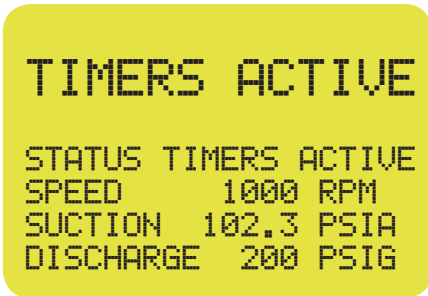 TIMERS ACTIVE
STATUS TIMERS ACTIVE
SPEED 1000 RPM
SUCTION 102.3 PSIA
DISCHARGE 200 PSIG